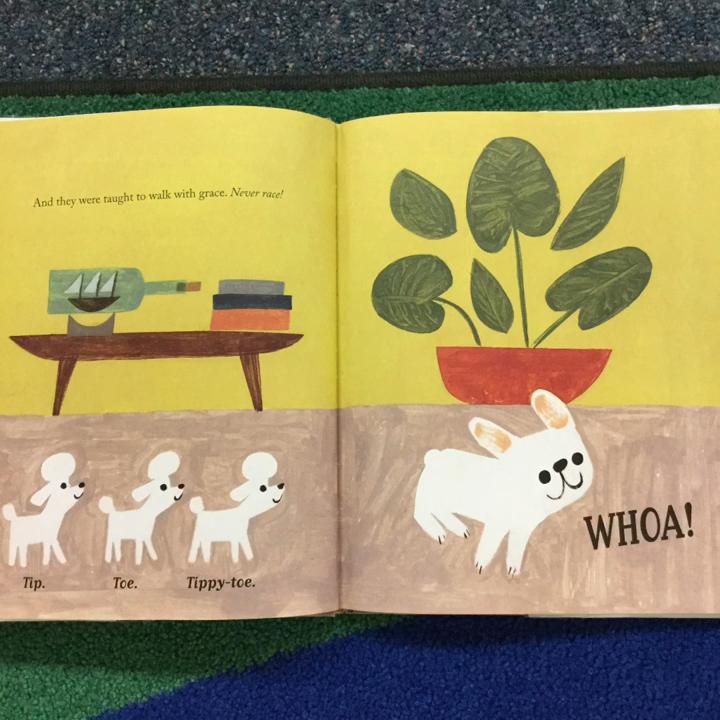 And they were taught to walk with grace. Never race!
Tip. Toe. Tippy-toe.
WHOA!